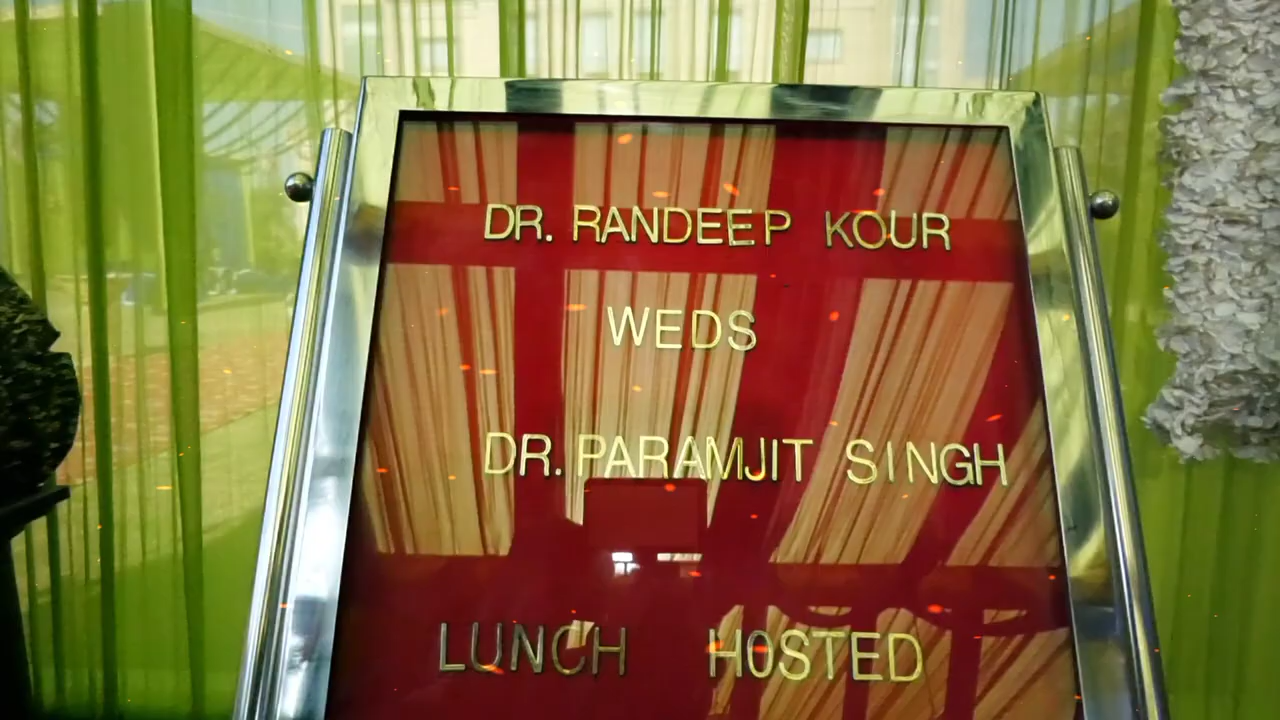 DR. RANDEEP KOUR
WEDS
DR. PARAMJIT SINGH
LUNCH HOSTED